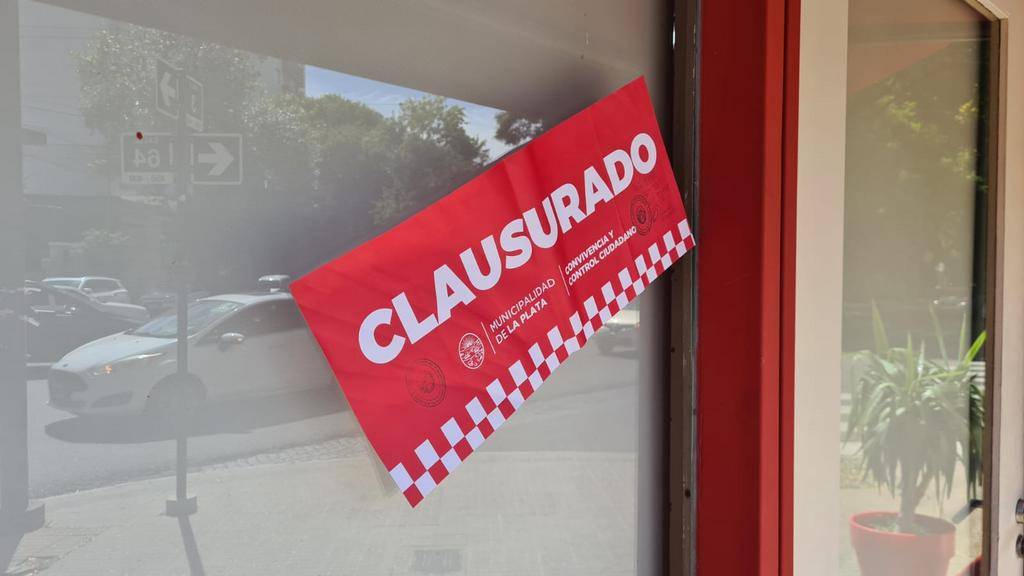 CLAUSURADO
MUNICIPALIDAD
DE LA PLATA
CONVIVENCIA Y
CONTROL CIUDADANO
64